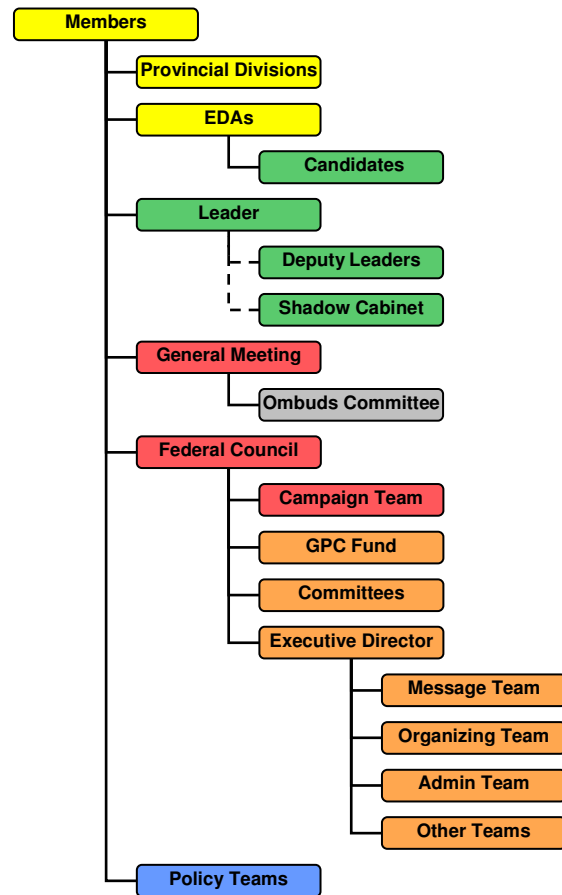 Members
Provincial Divisions
EDAs
Candidates
Leader
Deputy Leaders
Shadow Cabinet
General Meeting
Ombuds Committee
Federal Council
Campaign Team
GPC Fund
Committees
Executive Director
Message Team
Organizing Team
Admin Team
Other Teams
Policy Teams